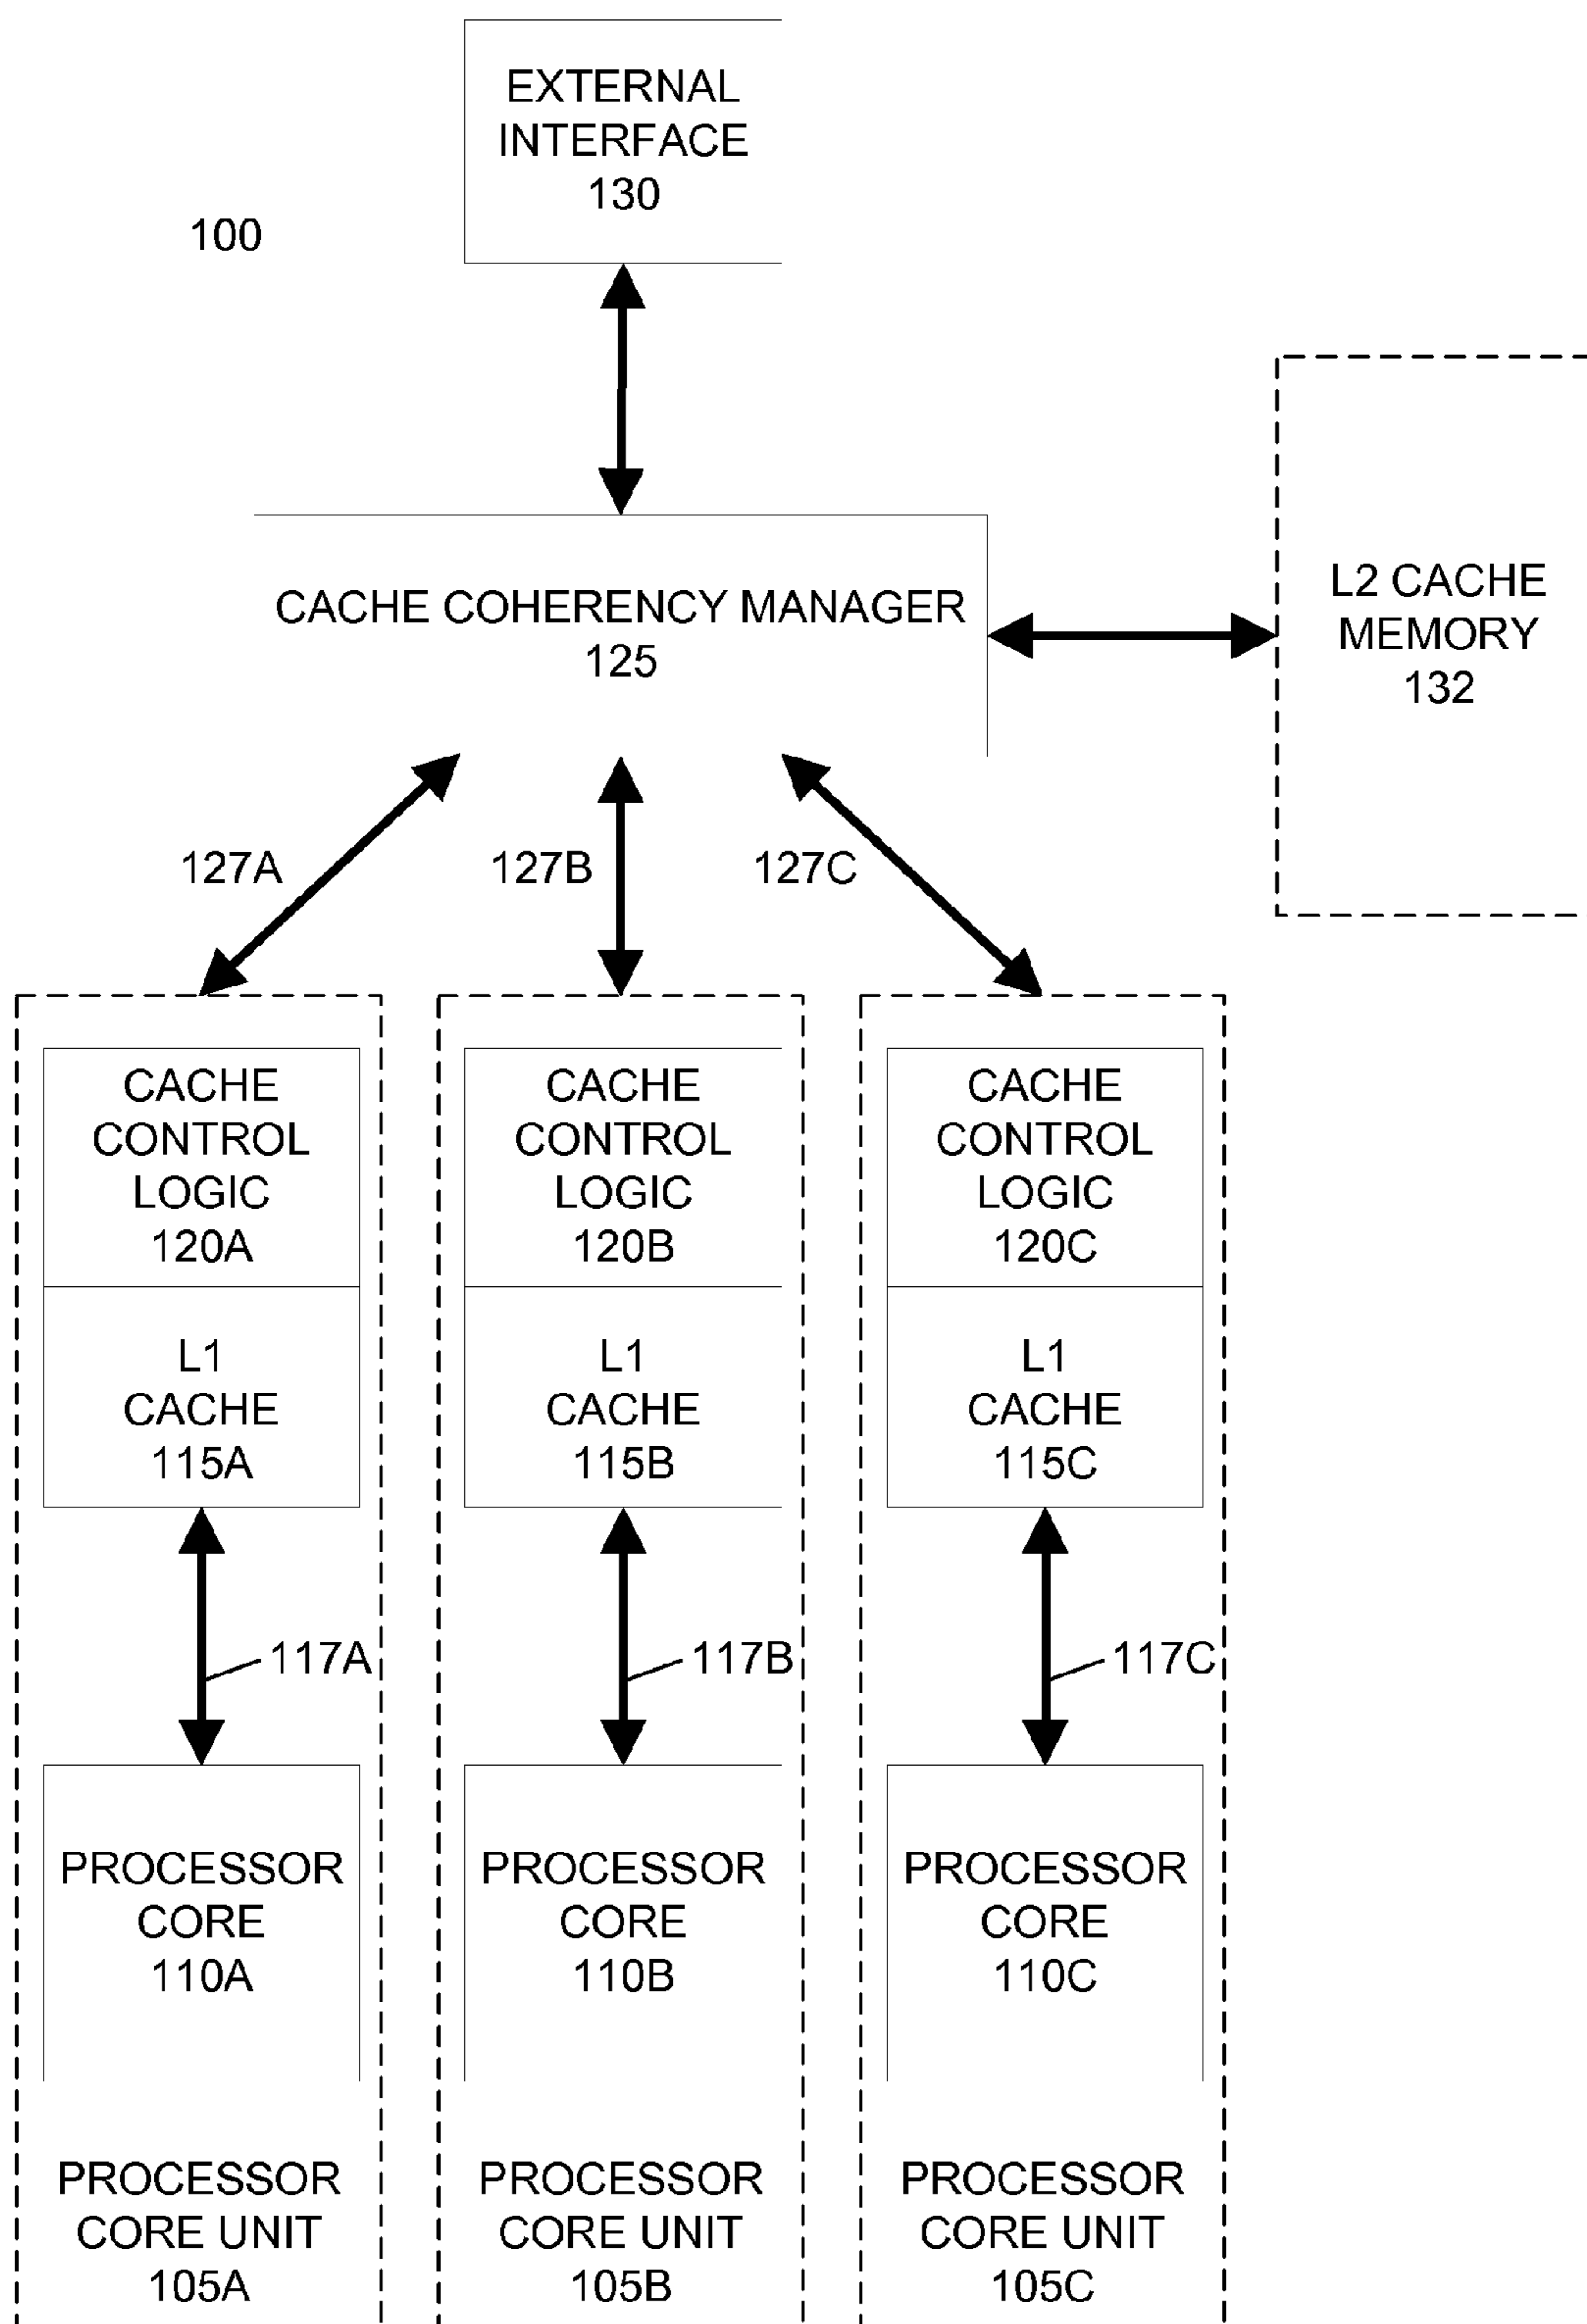 EXTERNAL
INTERFACE
130
100
CACHE COHERENCY MANAGER
125
L2 CACHE
MEMORY
132
127A
127B
127C
CACHE
CONTROL
LOGIC
120A
CACHE
CONTROL
LOGIC
120B
CACHE
CONTROL
LOGIC
120C
L1
CACHE
115A
L1
CACHE
115B
L1
CACHE
115C
117A
117B
117C
PROCESSOR
CORE
110A
PROCESSOR
CORE
110B
PROCESSOR
CORE
110C
PROCESSOR
CORE UNIT
105A
PROCESSOR
CORE UNIT
105B
PROCESSOR
CORE UNIT
105C